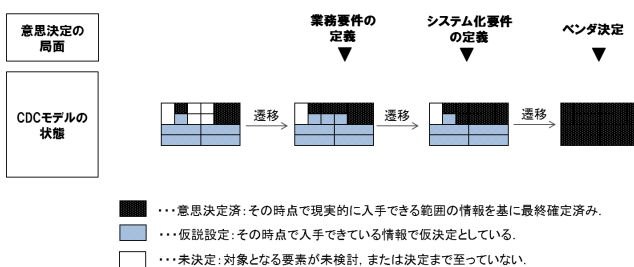 意思決定の
局面
業務要件の
定義
システム化要件
の定義
ベンダ決定
CDCモデルの
状態
遷移
遷移
遷移
・・・意思決定済：その時点で現実的に入手できる範囲の情報を基に最終確定済み.
・・・仮説設定：その時点で入手できている情報で仮決定としている.
・・・未決定：対象となる要素が未検討，または決定まで至っていない.